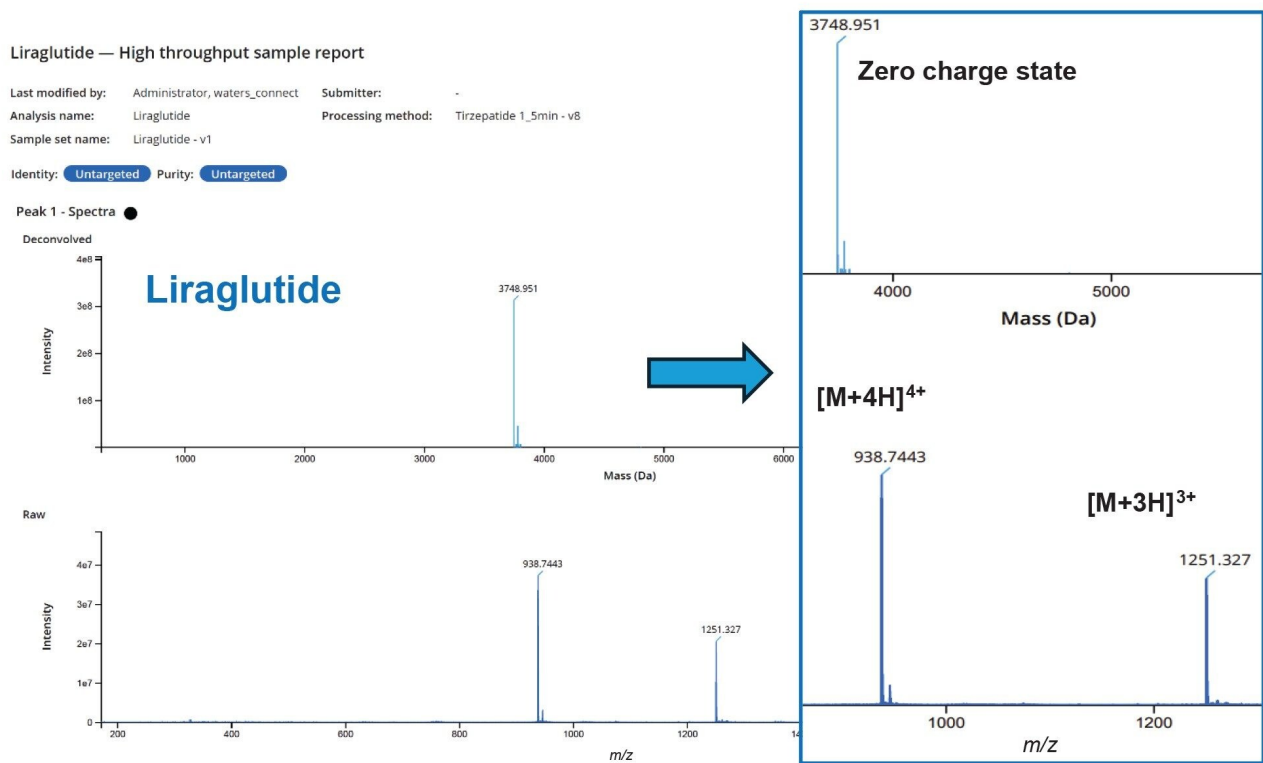 Liraglutide — High throughput sample report
Last modified by: Administrator, waters_connect Submitter: -
Analysis name: Liraglutide Processing method: Tirzepatide 1_5min - v8
Sample set name: Liraglutide - v1
Identity: Untargeted Purity: Untargeted
Peak 1 - Spectra
Deconvolved
Liraglutide
4e8
3e8
2e8
1e8
Intensity
3748.951
1000 2000 3000 4000 5000 6000
Mass (Da)
Raw
4e7
3e7
2e7
1e7
0
Intensity
938.7443
1251.327
200 400 600 800 1000 1200 14
m/z
3748.951
Zero charge state
4000 5000
Mass (Da)
[M+4H]4+
938.7443
[M+3H]3+
1251.327
1000 1200
m/z